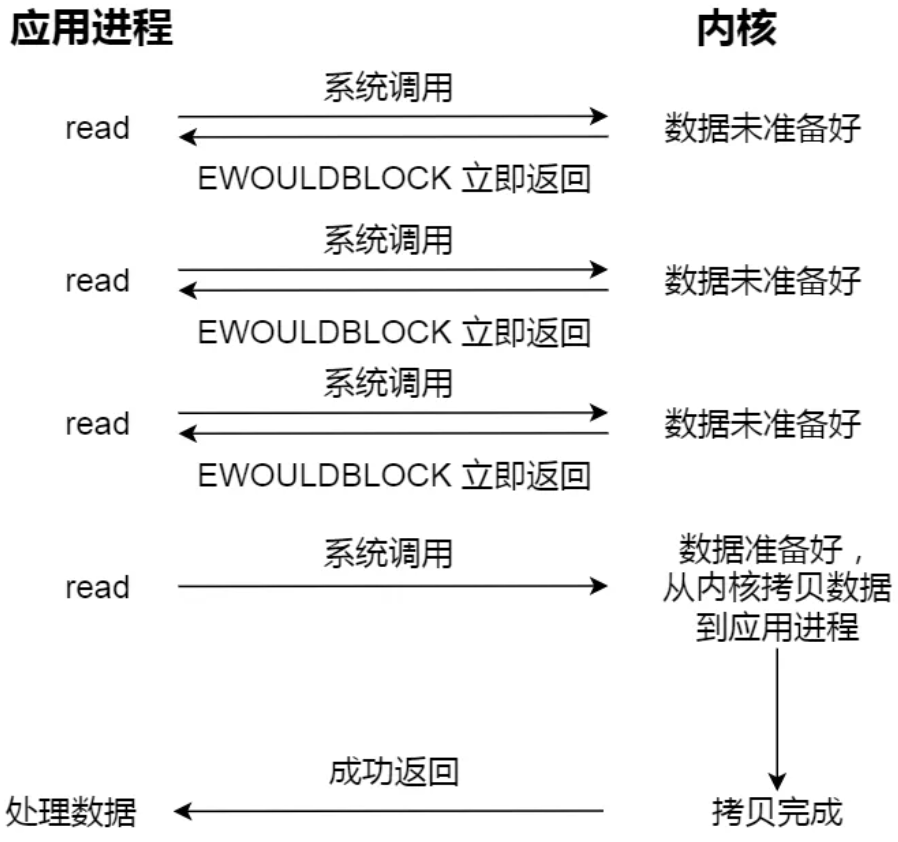 应用进程
内核
系统调用
read
数据未准备好
EWOULDBLOCK 立即返回
系统调用
read
数据未准备好
EWOULDBLOCK 立即返回
系统调用
read
数据未准备好
EWOULDBLOCK 立即返回
系统调用
read
数据准备好，
从内核拷贝数据
到应用进程
成功返回
处理数据
拷贝完成